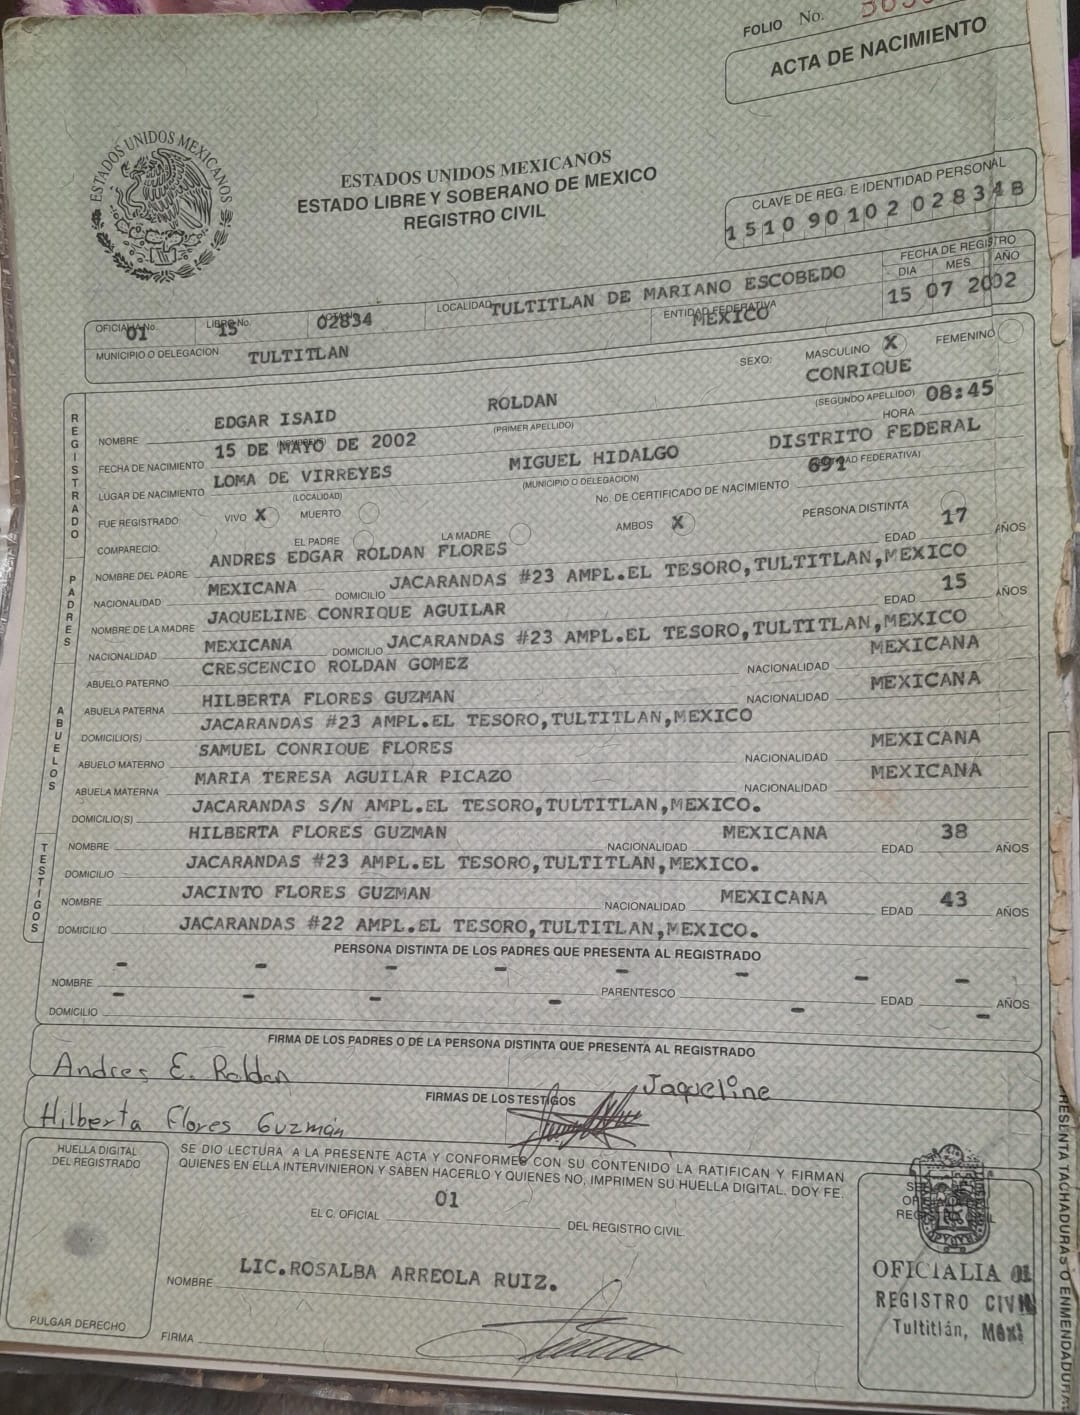 FOLIO No.
ACTA DE NACIMIENTO
ESTADOS UNIDOS MEXICANOS
ESTADOS UNIDOS MEXICANOS
ESTADO LIBRE Y SOBERANO DE MEXICO
REGISTRO CIVIL
CLAVE DE REG. E IDENTIDAD PERSONAL
15109010202834B
FECHA DE REGISTRO
DIA MES AÑO
15 07 2002
OFICIALIA No. 01 LIBRO No. 15 02834 LOCALIDAD TULTITLAN DE MARIANO ESCOBEDO ENTIDAD FEDERATIVA MEXICO
MUNICIPIO O DELEGACION TULTITLAN
SEXO: MASCULINO X FEMENINO
REGISTRADO
NOMBRE EDGAR ISAID ROLDAN CONRIQUE
(NOMBRE) (PRIMER APELLIDO) (SEGUNDO APELLIDO)
FECHA DE NACIMIENTO 15 DE MAYO DE 2002 HORA 08:45
LUGAR DE NACIMIENTO LOMA DE VIRREYES MIGUEL HIDALGO DISTRITO FEDERAL
(LOCALIDAD) (MUNICIPIO O DELEGACION) FEDERATIVA)
FUE REGISTRADO VIVO X MUERTO No. DE CERTIFICADO DE NACIMIENTO 691
COMPARECIO: EL PADRE LA MADRE AMBOS X PERSONA DISTINTA
PADRES
NOMBRE DEL PADRE ANDRES EDGAR ROLDAN FLORES EDAD 17 AÑOS
NACIONALIDAD MEXICANA DOMICILIO JACARANDAS #23 AMPL.EL TESORO,TULTITLAN,MEXICO
NOMBRE DE LA MADRE JAQUELINE CONRIQUE AGUILAR EDAD 15 AÑOS
NACIONALIDAD MEXICANA DOMICILIO JACARANDAS #23 AMPL.EL TESORO,TULTITLAN,MEXICO
ABUELOS
ABUELO PATERNO CRESCENCIO ROLDAN GOMEZ NACIONALIDAD MEXICANA
ABUELA PATERNA HILBERTA FLORES GUZMAN NACIONALIDAD MEXICANA
DOMICILIO(S) JACARANDAS #23 AMPL.EL TESORO,TULTITLAN,MEXICO
ABUELO MATERNO SAMUEL CONRIQUE FLORES NACIONALIDAD MEXICANA
ABUELA MATERNA MARIA TERESA AGUILAR PICAZO NACIONALIDAD MEXICANA
DOMICILIO(S) JACARANDAS S/N AMPL.EL TESORO,TULTITLAN,MEXICO.
TESTIGOS
NOMBRE HILBERTA FLORES GUZMAN NACIONALIDAD MEXICANA EDAD 38 AÑOS
DOMICILIO JACARANDAS #23 AMPL.EL TESORO,TULTITLAN,MEXICO.
NOMBRE JACINTO FLORES GUZMAN NACIONALIDAD MEXICANA EDAD 43 AÑOS
DOMICILIO JACARANDAS #22 AMPL.EL TESORO,TULTITLAN,MEXICO.
PERSONA DISTINTA DE LOS PADRES QUE PRESENTA AL REGISTRADO
NOMBRE - - - - PARENTESCO - - EDAD - - AÑOS
DOMICILIO - - - - - -
FIRMA DE LOS PADRES O DE LA PERSONA DISTINTA QUE PRESENTA AL REGISTRADO
Andres E. Roldan Jaqueline
FIRMAS DE LOS TESTIGOS
Hilberta Flores Guzmán
HUELLA DIGITAL
DEL REGISTRADO
SE DIO LECTURA A LA PRESENTE ACTA Y CONFORMES CON SU CONTENIDO LA RATIFICAN Y FIRMAN
QUIENES EN ELLA INTERVINIERON Y SABEN HACERLO Y QUIENES NO, IMPRIMEN SU HUELLA DIGITAL. DOY FE.
EL C. OFICIAL 01 DEL REGISTRO CIVIL.
NOMBRE LIC.ROSALBA ARREOLA RUIZ.
FIRMA
PULGAR DERECHO
OFICIALIA 01
REGISTRO CIVIL
Tultitlán, Méx
PRESENTA TACHADURAS O ENMENDADURAS